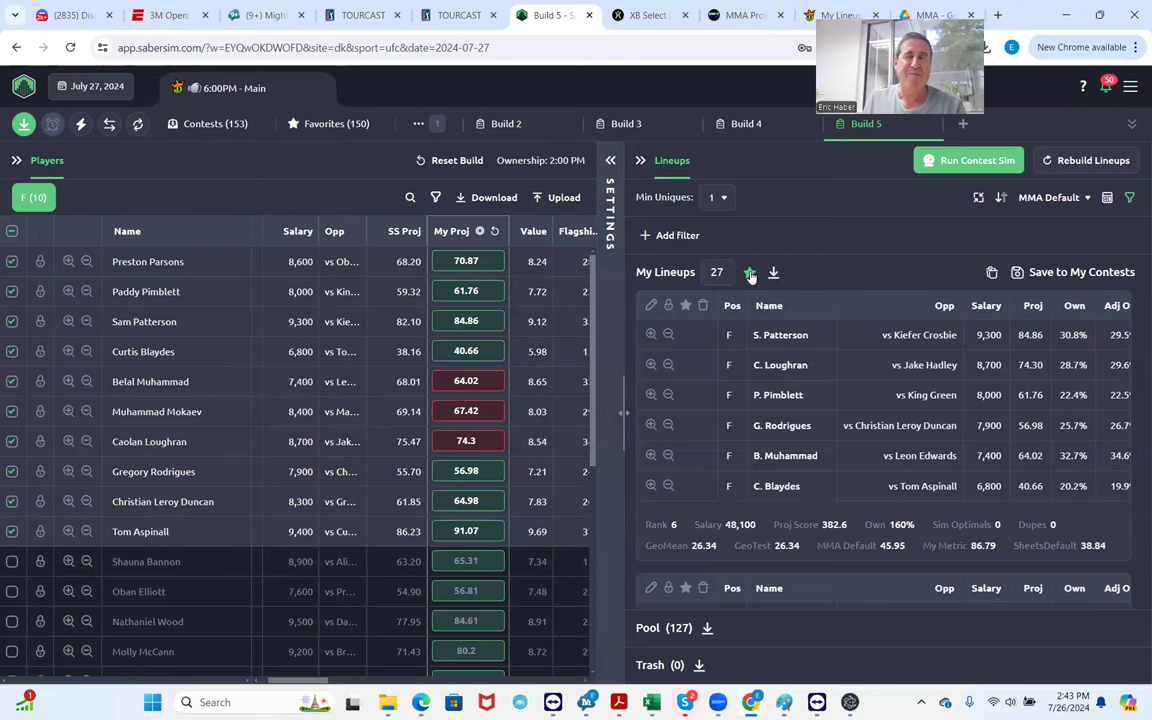 (2835) Dis
3M Open:
(9+) Migh
TOURCAST
TOURCAST
Build 5 - S
XB Select
MMA Pro
My Lineu
MMA - Go
app.sabersim.com/?w=EYQwOKDWOFD&site=dk&sport=ufc&date=2024-07-27
E
New Chrome available
Eric Haber
July 27, 2024
6:00PM - Main
?
50
Contests (153)
Favorites (150)
1
Build 2
Build 3
Build 4
Build 5
Players
Reset Build
Ownership: 2:00 PM
Lineups
Run Contest Sim
Rebuild Lineups
SETTINGS
F (10)
Download
Upload
Min Uniques:
1
MMA Default
Name
Salary
Opp
SS Proj
My Proj
Value
Flagshi...
Add filter
Preston Parsons 8,600 vs Ob... 68.20 70.87 8.24
Paddy Pimblett 8,000 vs Kin... 59.32 61.76 7.72
Sam Patterson 9,300 vs Kie... 82.10 84.86 9.12
Curtis Blaydes 6,800 vs To... 38.16 40.66 5.98
Belal Muhammad 7,400 vs Le... 68.01 64.02 8.65
Muhammad Mokaev 8,400 vs Ma... 69.14 67.42 8.03
Caolan Loughran 8,700 vs Jak... 75.47 74.3 8.54
Gregory Rodrigues 7,900 vs Ch... 55.70 56.98 7.21
Christian Leroy Duncan 8,300 vs Gr... 61.85 64.98 7.83
Tom Aspinall 9,400 vs Cu... 86.23 91.07 9.69
Shauna Bannon 8,900 vs Ali... 63.20 65.31 7.34
Oban Elliott 7,600 vs Pr... 54.90 56.81 7.48
Nathaniel Wood 9,500 vs Da... 77.95 84.61 8.91
Molly McCann 9,200 vs Br... 71.43 80.2 8.72
My Lineups 27
Save to My Contests
Pos Name Opp Salary Proj Own Adj O
F S. Patterson vs Kiefer Crosbie 9,300 84.86 30.8% 29.5
F C. Loughran vs Jake Hadley 8,700 74.30 28.7% 29.6
F P. Pimblett vs King Green 8,000 61.76 22.4% 22.5
F G. Rodrigues vs Christian Leroy Duncan 7,900 56.98 25.7% 26.7
F B. Muhammad vs Leon Edwards 7,400 64.02 32.7% 34.6
F C. Blaydes vs Tom Aspinall 6,800 40.66 20.2% 19.9
Rank 6 Salary 48,100 Proj Score 382.6 Own 160% Sim Optimals 0 Dupes 0
GeoMean 26.34 GeoTest 26.34 MMA Default 45.95 My Metric 86.79 SheetsDefault 38.84
Pos Name Opp Salary Proj Own Adj O
Pool (127)
Trash (0)
1
Search
2
2:43 PM
7/26/2024